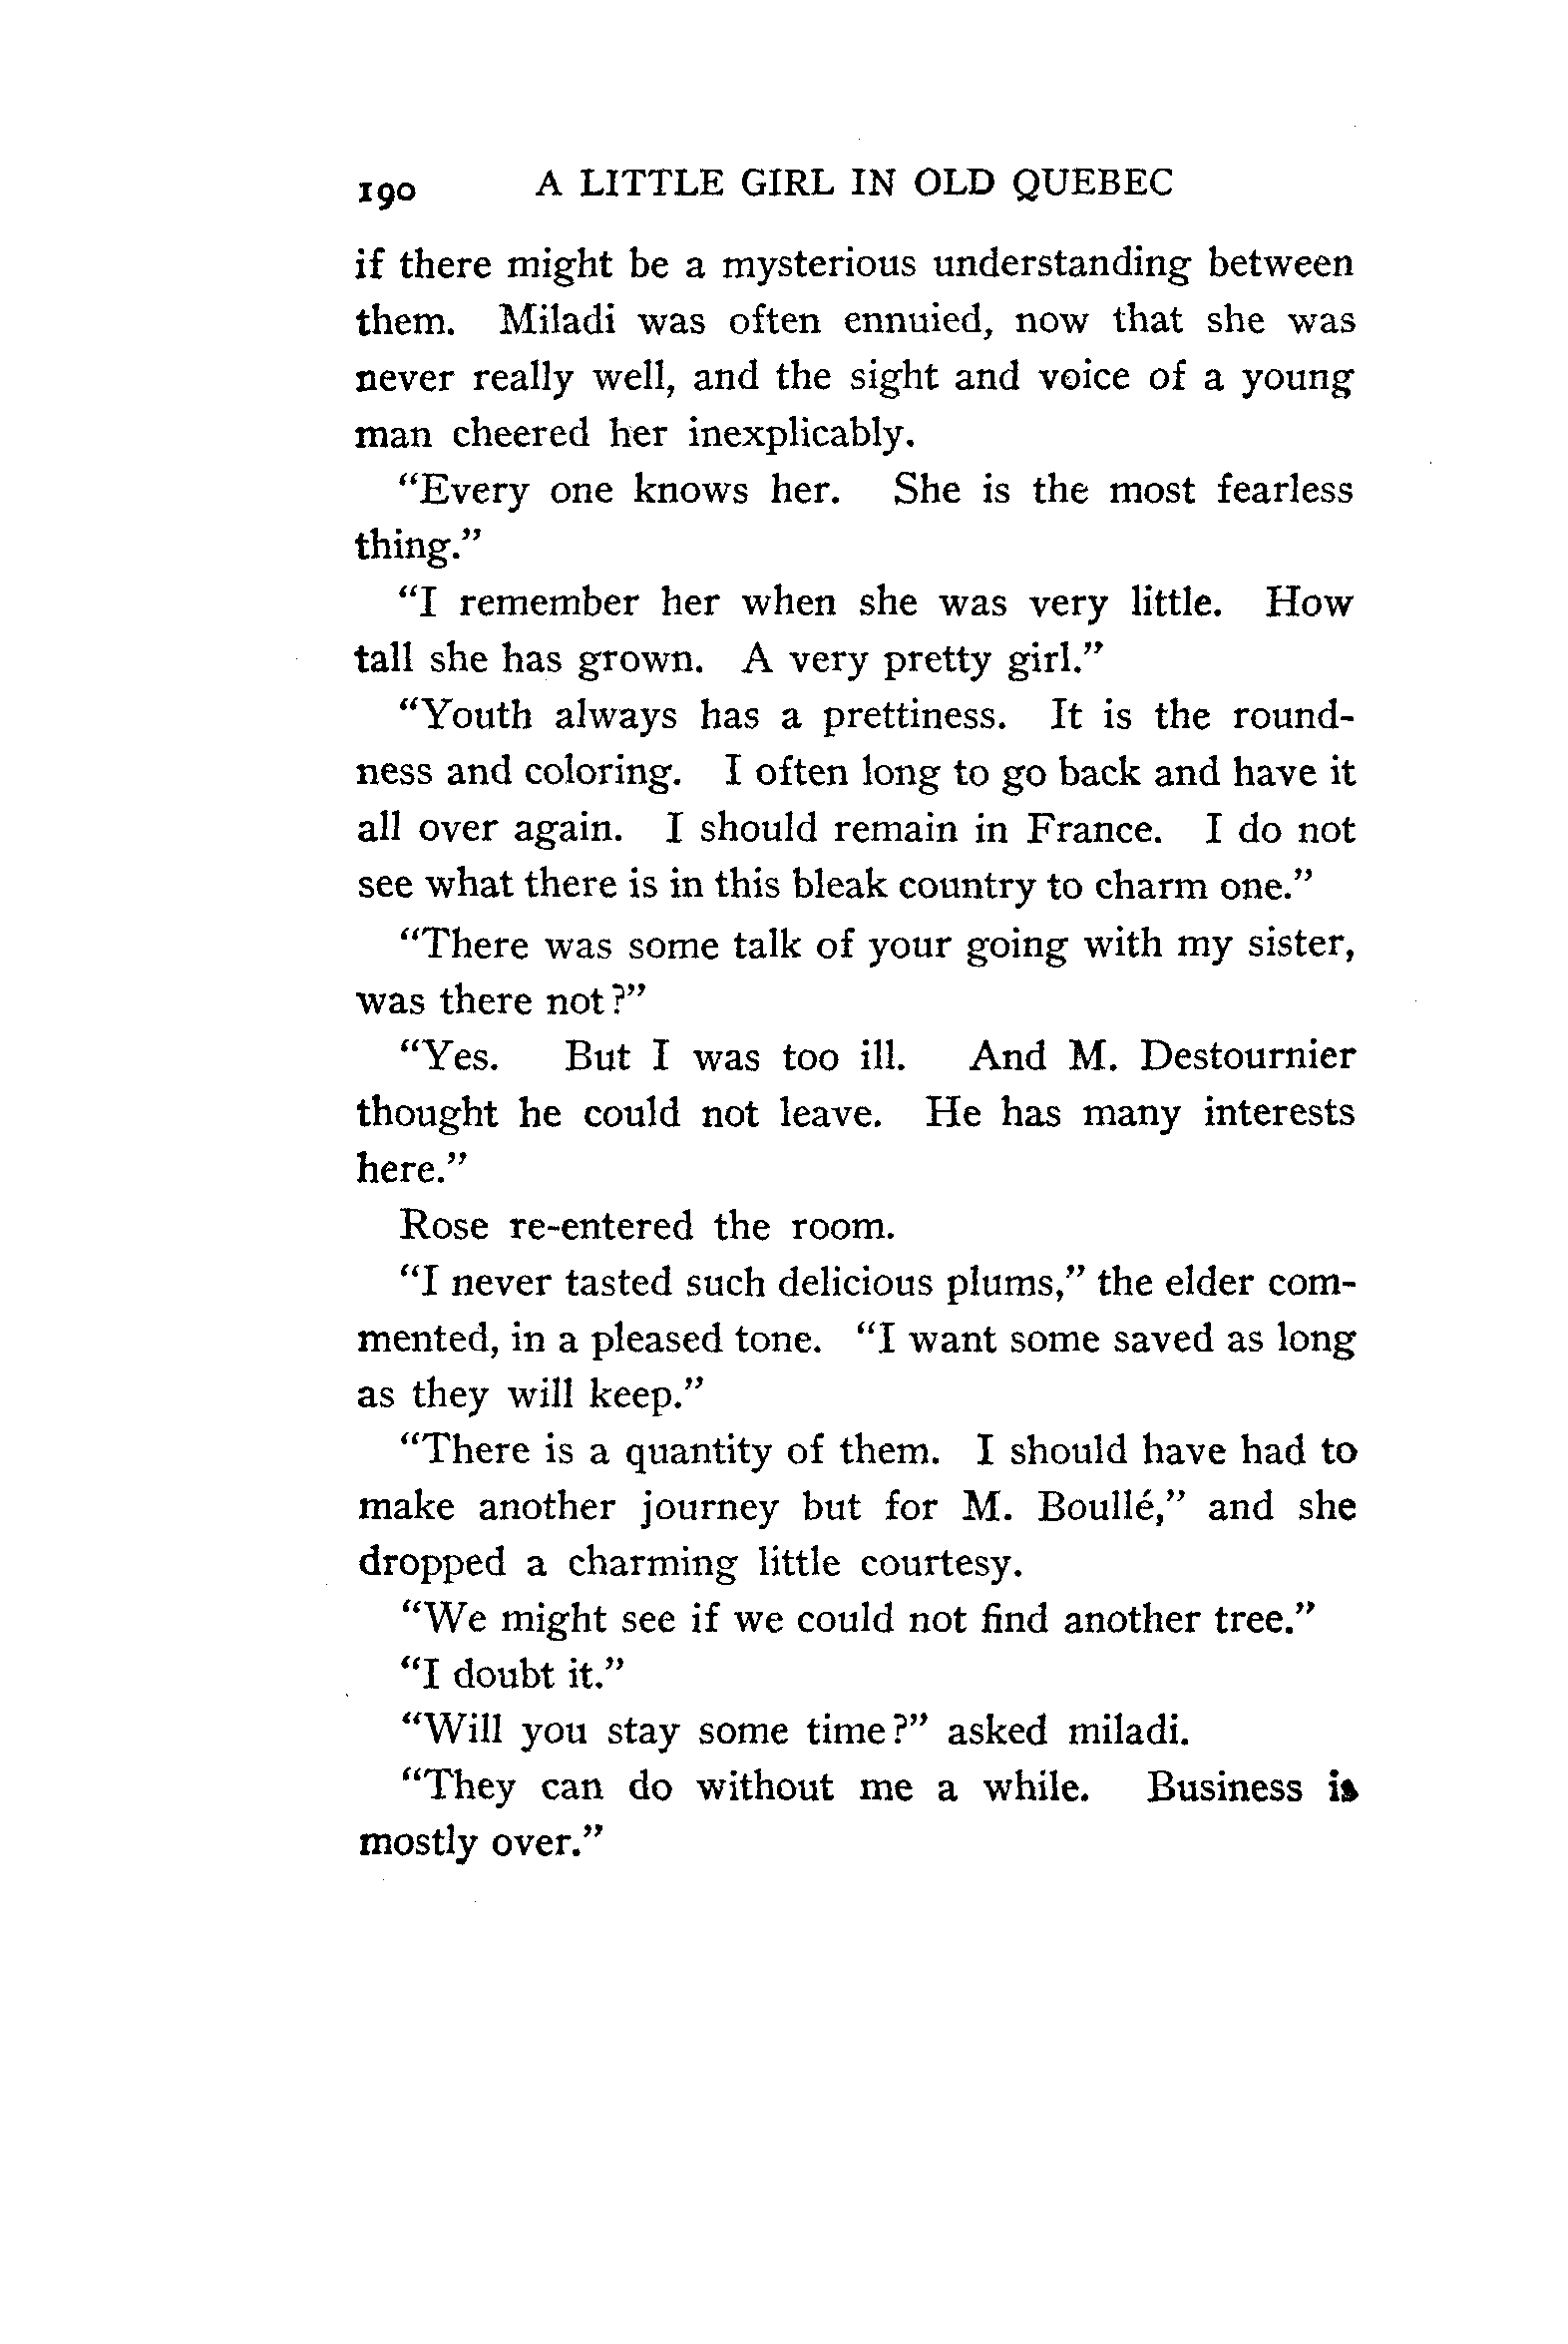 190 A LITTLE GIRL IN OLD QUEBEC
if there might be a mysterious understanding between
them. Miladi was often ennuied, now that she was
never really well, and the sight and voice of a young
man cheered her inexplicably.
“Every one knows her. She is the most fearless
thing.”
“I remember her when she was very little. How
tall she has grown. A very pretty girl.”
“Youth always has a prettiness. It is the round-
ness and coloring. I often long to go back and have it
all over again. I should remain in France. I do not
see what there is in this bleak country to charm one.”
“There was some talk of your going with my sister,
was there not?”
“Yes. But I was too ill. And M. Destournier
thought he could not leave. He has many interests
here.”
Rose re-entered the room.
“I never tasted such delicious plums,” the elder com-
mented, in a pleased tone. “I want some saved as long
as they will keep.”
“There is a quantity of them. I should have had to
make another journey but for M. Boullé,” and she
dropped a charming little courtesy.
“We might see if we could not find another tree.”
“I doubt it.”
“Will you stay some time?” asked miladi.
“They can do without me a while. Business is
mostly over.”